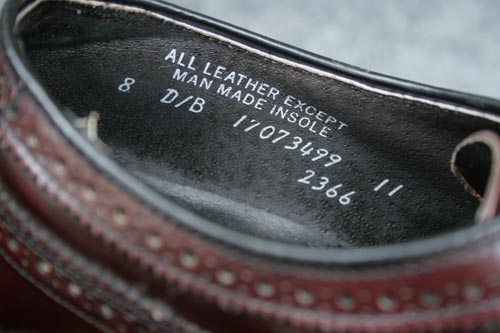 ALL LEATHER EXCEPT
MAN MADE INSOLE
8 D/B 17073499 11
2366